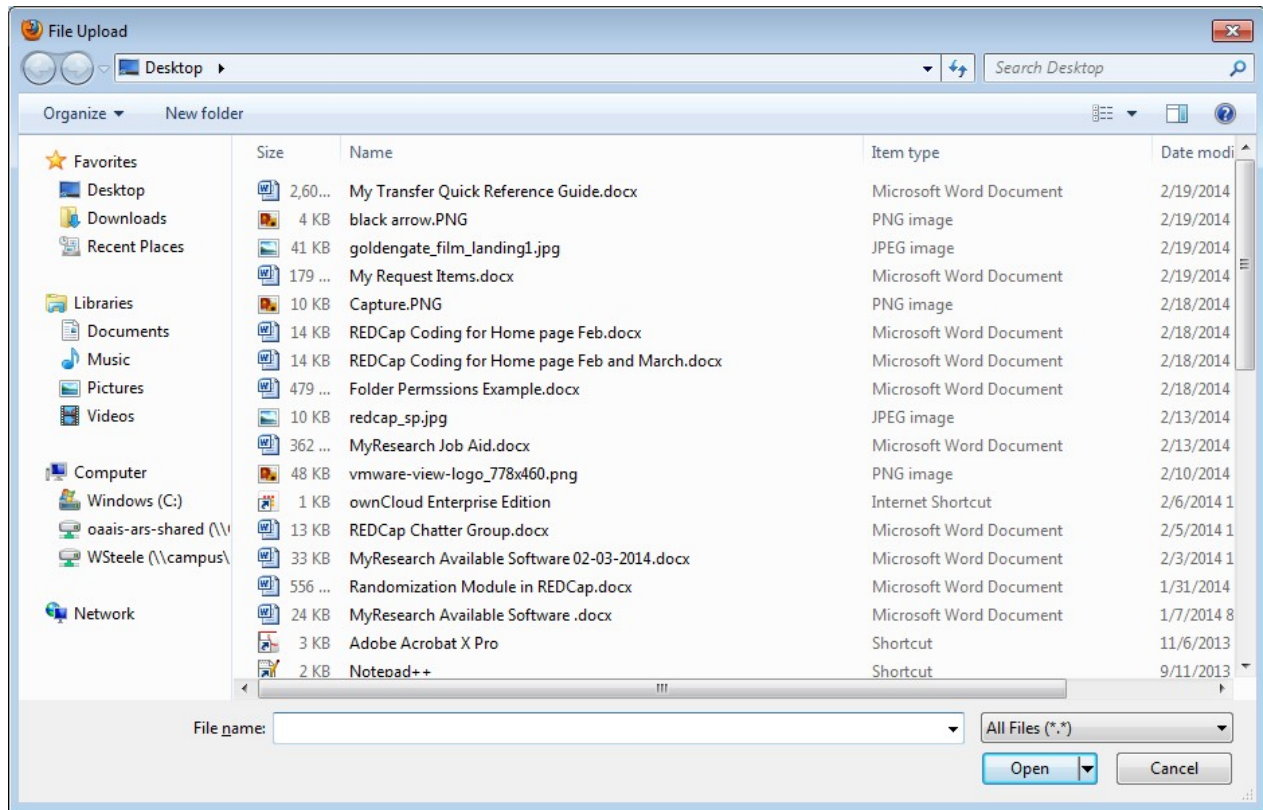 File Upload
Desktop
Search Desktop
Organize New folder
Favorites
Desktop
Downloads
Recent Places
Libraries
Documents
Music
Pictures
Videos
Computer
Windows (C:)
oaais-ars-shared (\\
WSteele (\\campus\
Network
Size Name Item type Date modi
2,60... My Transfer Quick Reference Guide.docx Microsoft Word Document 2/19/2014
4 KB black arrow.PNG PNG image 2/19/2014
41 KB goldengate_film_landing1.jpg JPEG image 2/19/2014
179 ... My Request Items.docx Microsoft Word Document 2/19/2014
10 KB Capture.PNG PNG image 2/18/2014
14 KB REDCap Coding for Home page Feb.docx Microsoft Word Document 2/18/2014
14 KB REDCap Coding for Home page Feb and March.docx Microsoft Word Document 2/18/2014
479 ... Folder Permssions Example.docx Microsoft Word Document 2/18/2014
10 KB redcap_sp.jpg JPEG image 2/13/2014
362 ... MyResearch Job Aid.docx Microsoft Word Document 2/13/2014
48 KB vmware-view-logo_778x460.png PNG image 2/10/2014
1 KB ownCloud Enterprise Edition Internet Shortcut 2/6/2014 1
13 KB REDCap Chatter Group.docx Microsoft Word Document 2/5/2014 1
33 KB MyResearch Available Software 02-03-2014.docx Microsoft Word Document 2/3/2014 1
556 ... Randomization Module in REDCap.docx Microsoft Word Document 1/31/2014
24 KB MyResearch Available Software .docx Microsoft Word Document 1/7/2014 8
3 KB Adobe Acrobat X Pro Shortcut 11/6/2013
2 KB Notepad++ Shortcut 9/11/2013
File name: All Files (*.*)
Open Cancel